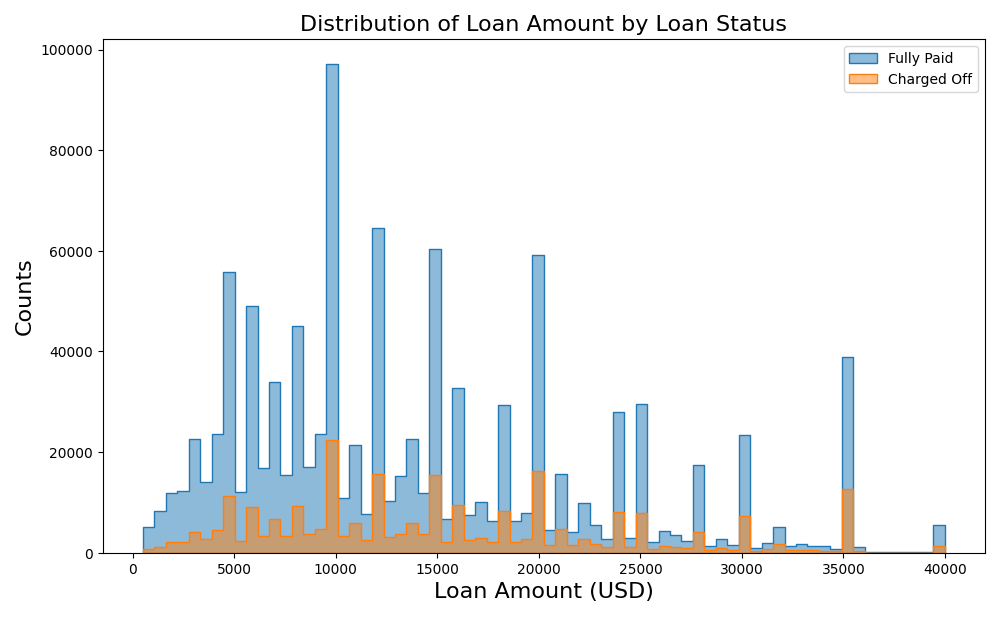 Distribution of Loan Amount by Loan Status
Fully Paid
Charged Off
Counts
100000
80000
60000
40000
20000
0
0 5000 10000 15000 20000 25000 30000 35000 40000
Loan Amount (USD)